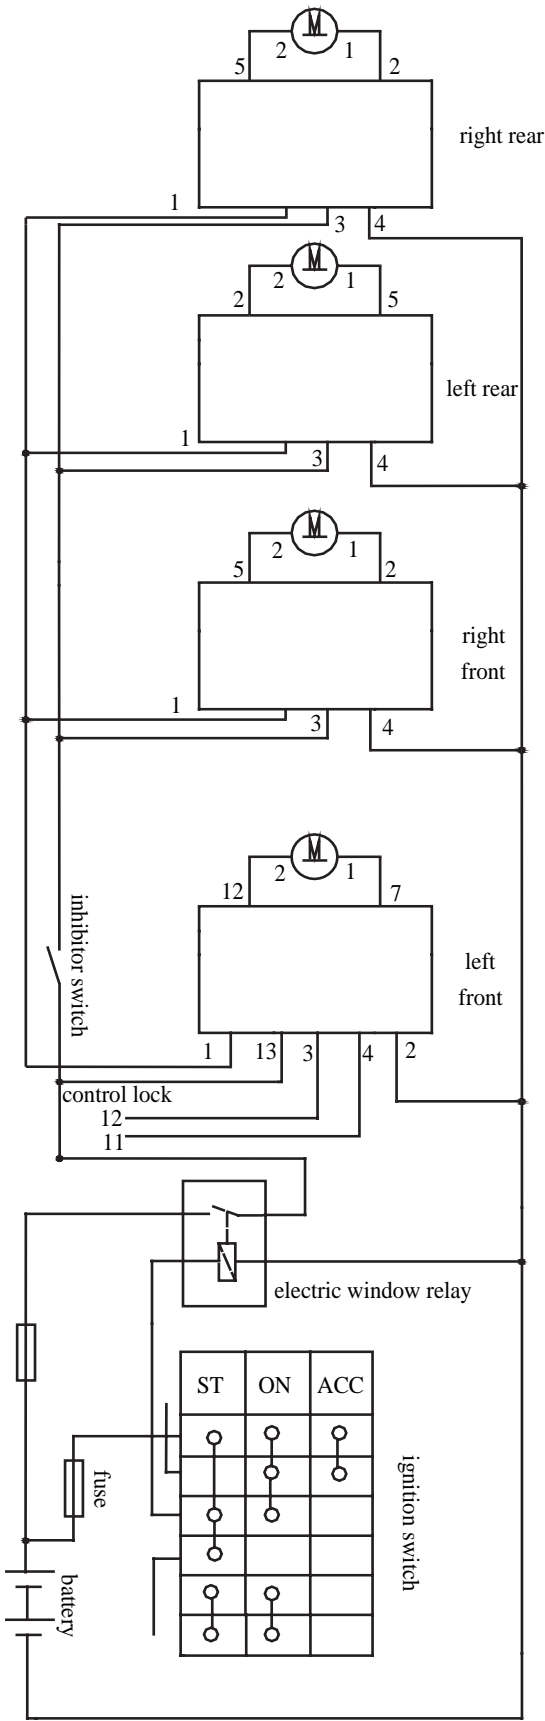 2 1
5 2
right rear
1
3 4
2 1
2 5
left rear
1
3 4
2 1
5 2
right
front
1
3 4
2 1
12 7
left
front
inhibitor switch
1 13 3 4 2
control lock
12
11
electric window relay
ST ON ACC
fuse
ignition switch
battery